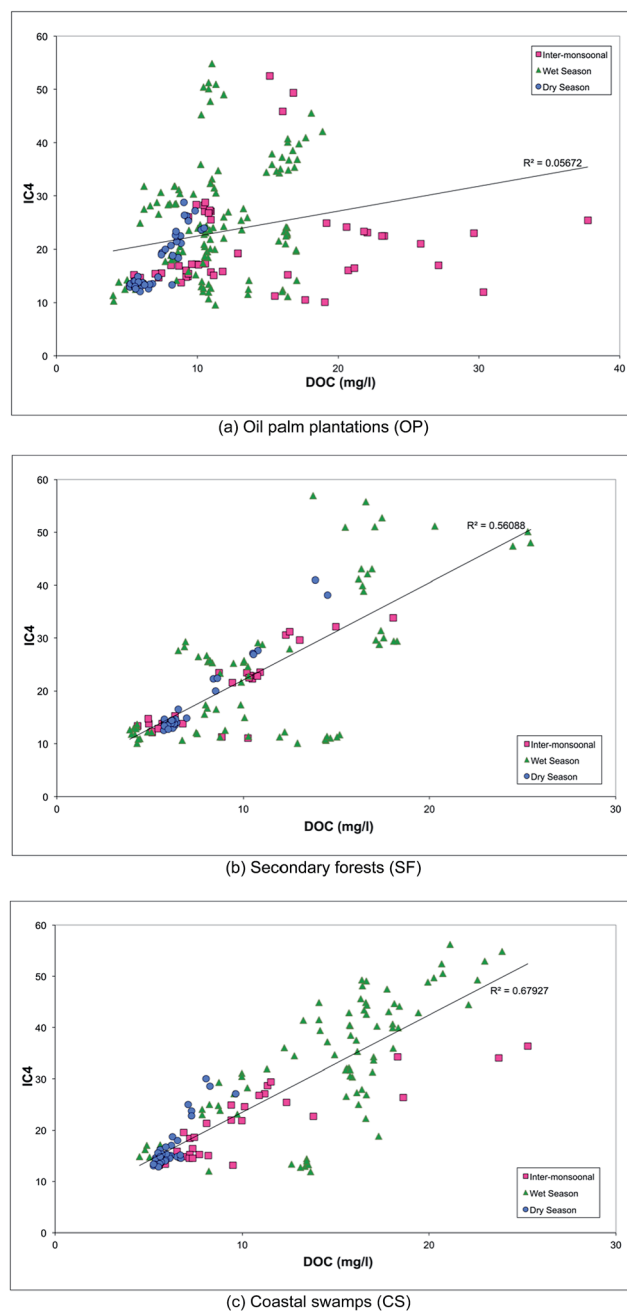 60
Inter-monsoonal
Wet Season
Dry Season
50
40
R² = 0.05672
IC4
30
20
10
0
0 10 20 30 40
DOC (mg/l)
(a) Oil palm plantations (OP)
60
R² = 0.56088
50
40
IC4
30
20
10
Inter-monsoonal
Wet Season
Dry Season
0
0 10 20 30
DOC (mg/l)
(b) Secondary forests (SF)
60
50
R² = 0.67927
40
IC4
30
20
10
Inter-monsoonal
Wet Season
Dry Season
0
0 10 20 30
DOC (mg/l)
(c) Coastal swamps (CS)